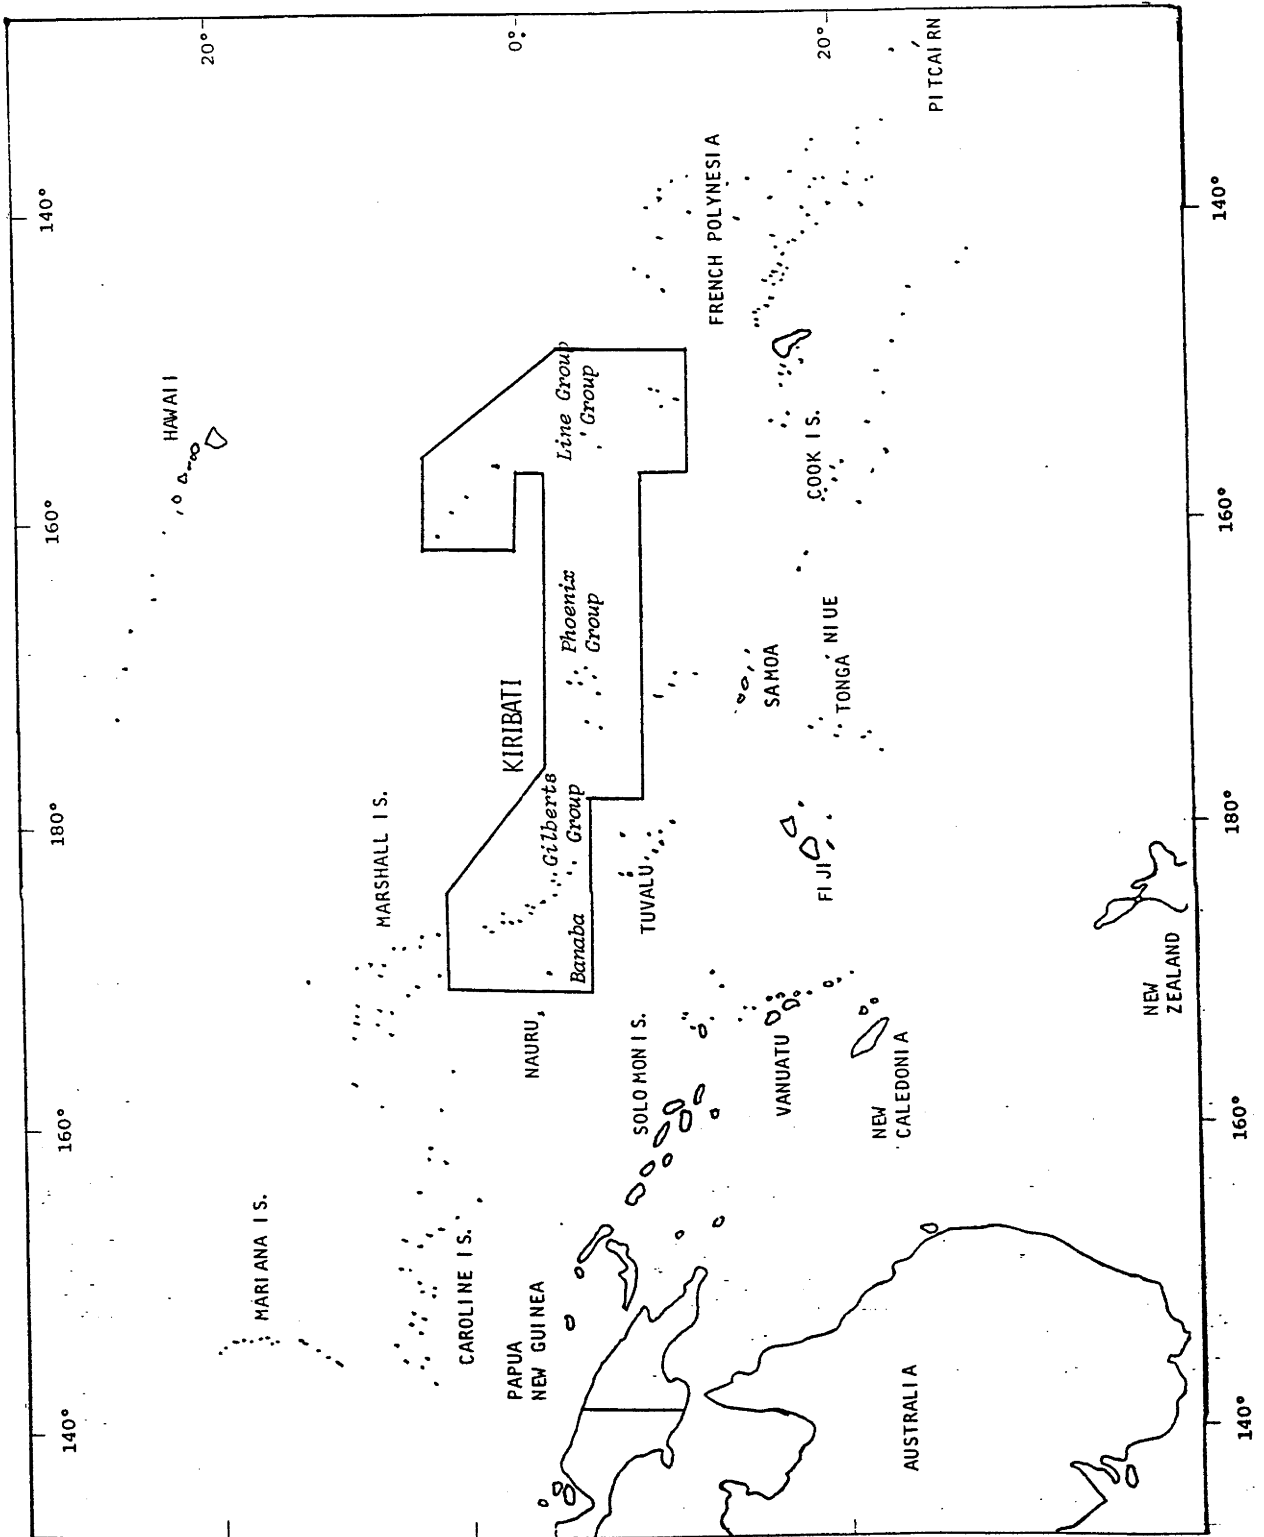 140°
160°
180°
160°
140°
20°
0°
20°
MARIANA IS.
HAWAII
CAROLINE IS.
MARSHALL IS.
PAPUA
NEW GUINEA
NAURU
KIRIBATI
Banaba
Gilberts
Group
Phoenix
Group
Line Group
Group
SOLOMON IS.
TUVALU
SAMOA
FRENCH POLYNESIA
VANUATU
FIJI
TONGA
NIUE
COOK IS.
NEW
CALEDONIA
PITCAIRN
AUSTRALIA
NEW
ZEALAND
140°
160°
180°
160°
140°